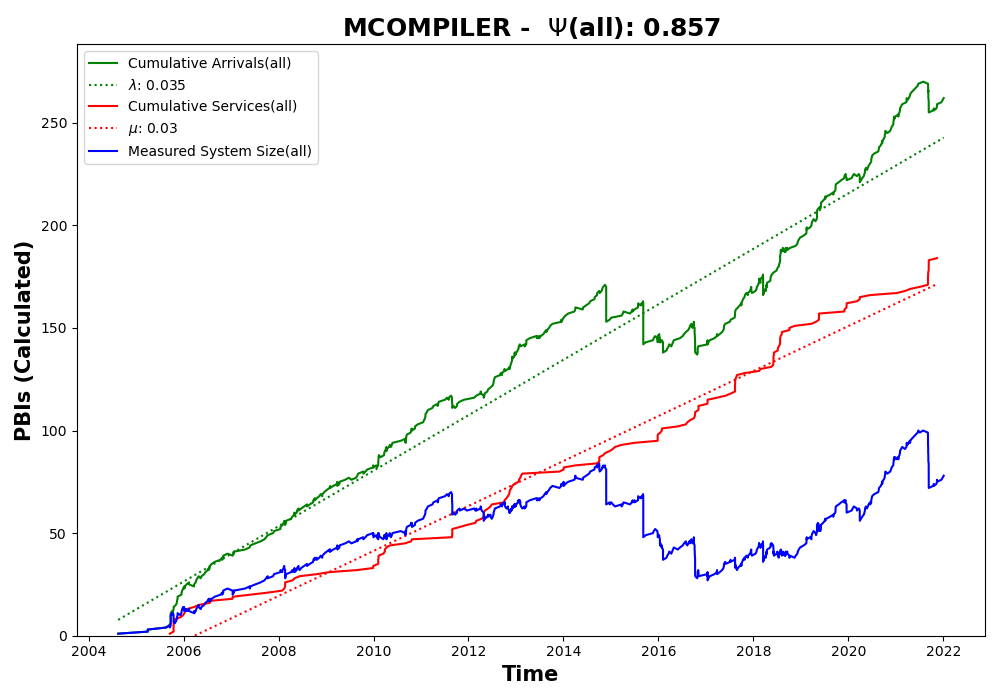 MCOMPILER - Ψ(all): 0.857
Cumulative Arrivals(all)
λ: 0.035
Cumulative Services(all)
μ: 0.03
Measured System Size(all)
PBIs (Calculated)
250
200
150
100
50
0
2004 2006 2008 2010 2012 2014 2016 2018 2020 2022
Time